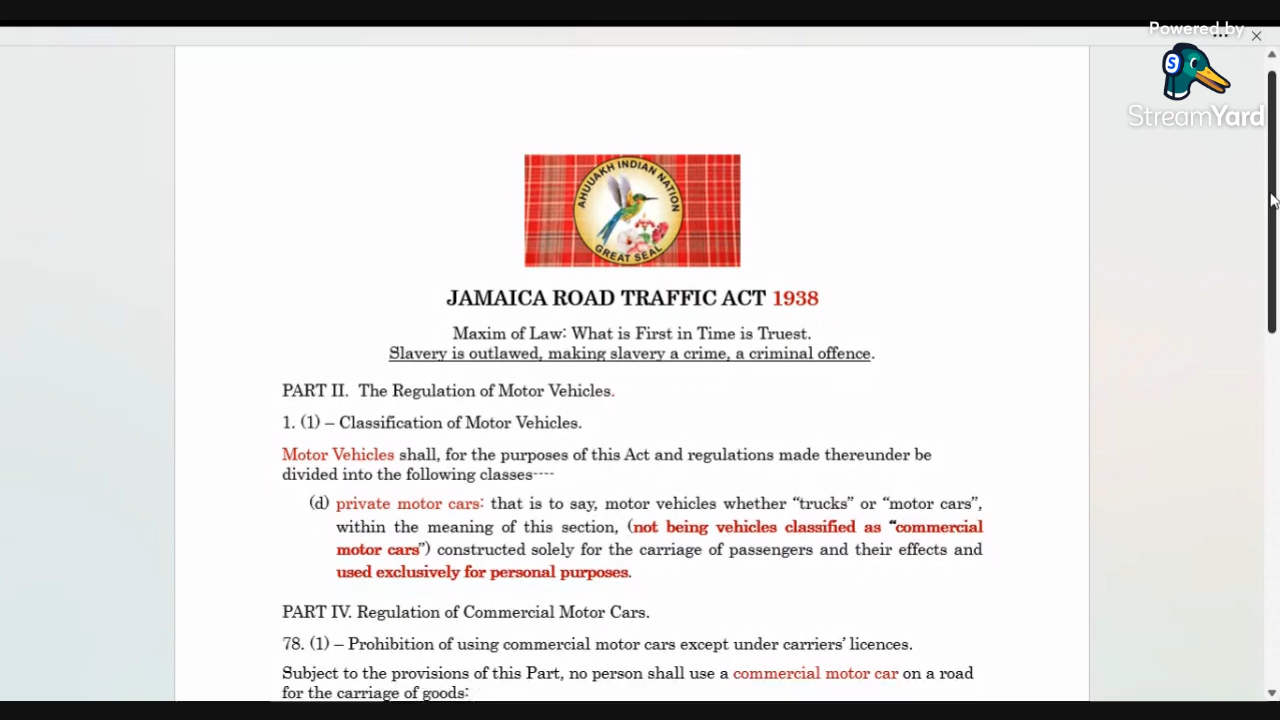 Powered by
StreamYard
AHUUAKH INDIAN NATION
GREAT SEAL
JAMAICA ROAD TRAFFIC ACT 1938
Maxim of Law: What is First in Time is Truest.
Slavery is outlawed, making slavery a crime, a criminal offence.
PART II. The Regulation of Motor Vehicles.
1. (1) – Classification of Motor Vehicles.
Motor Vehicles shall, for the purposes of this Act and regulations made thereunder be
divided into the following classes----
(d) private motor cars: that is to say, motor vehicles whether “trucks” or “motor cars”,
within the meaning of this section, (not being vehicles classified as “commercial
motor cars”) constructed solely for the carriage of passengers and their effects and
used exclusively for personal purposes.
PART IV. Regulation of Commercial Motor Cars.
78. (1) – Prohibition of using commercial motor cars except under carriers’ licences.
Subject to the provisions of this Part, no person shall use a commercial motor car on a road
for the carriage of goods: